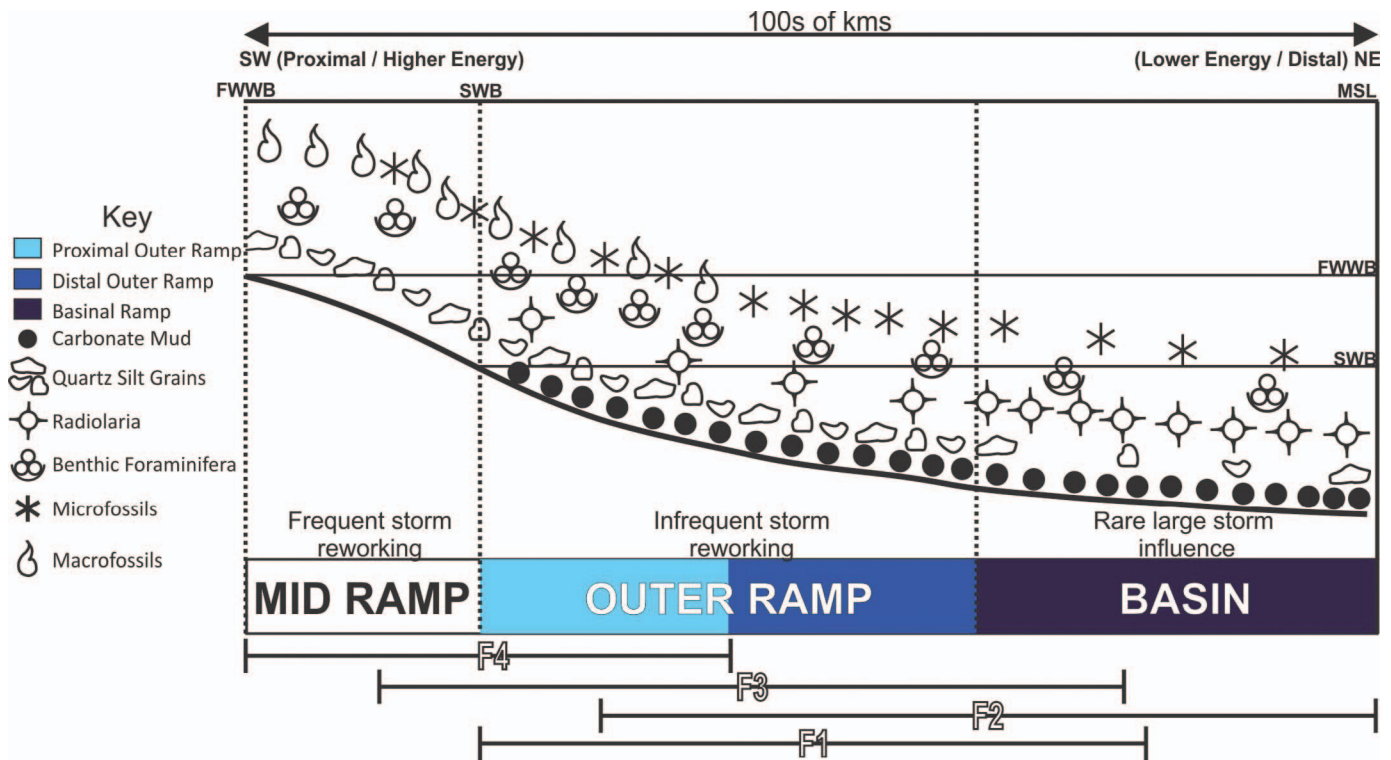 100s of kms
SW (Proximal / Higher Energy)
(Lower Energy / Distal) NE
FWWB
SWB
MSL
Key
Proximal Outer Ramp
Distal Outer Ramp
Basinal Ramp
Carbonate Mud
Quartz Silt Grains
Radiolaria
Benthic Foraminifera
Microfossils
Macrofossils
FWWB
SWB
Frequent storm
reworking
Infrequent storm
reworking
Rare large storm
influence
MID RAMP
OUTER RAMP
BASIN
F4
F3
F2
F1